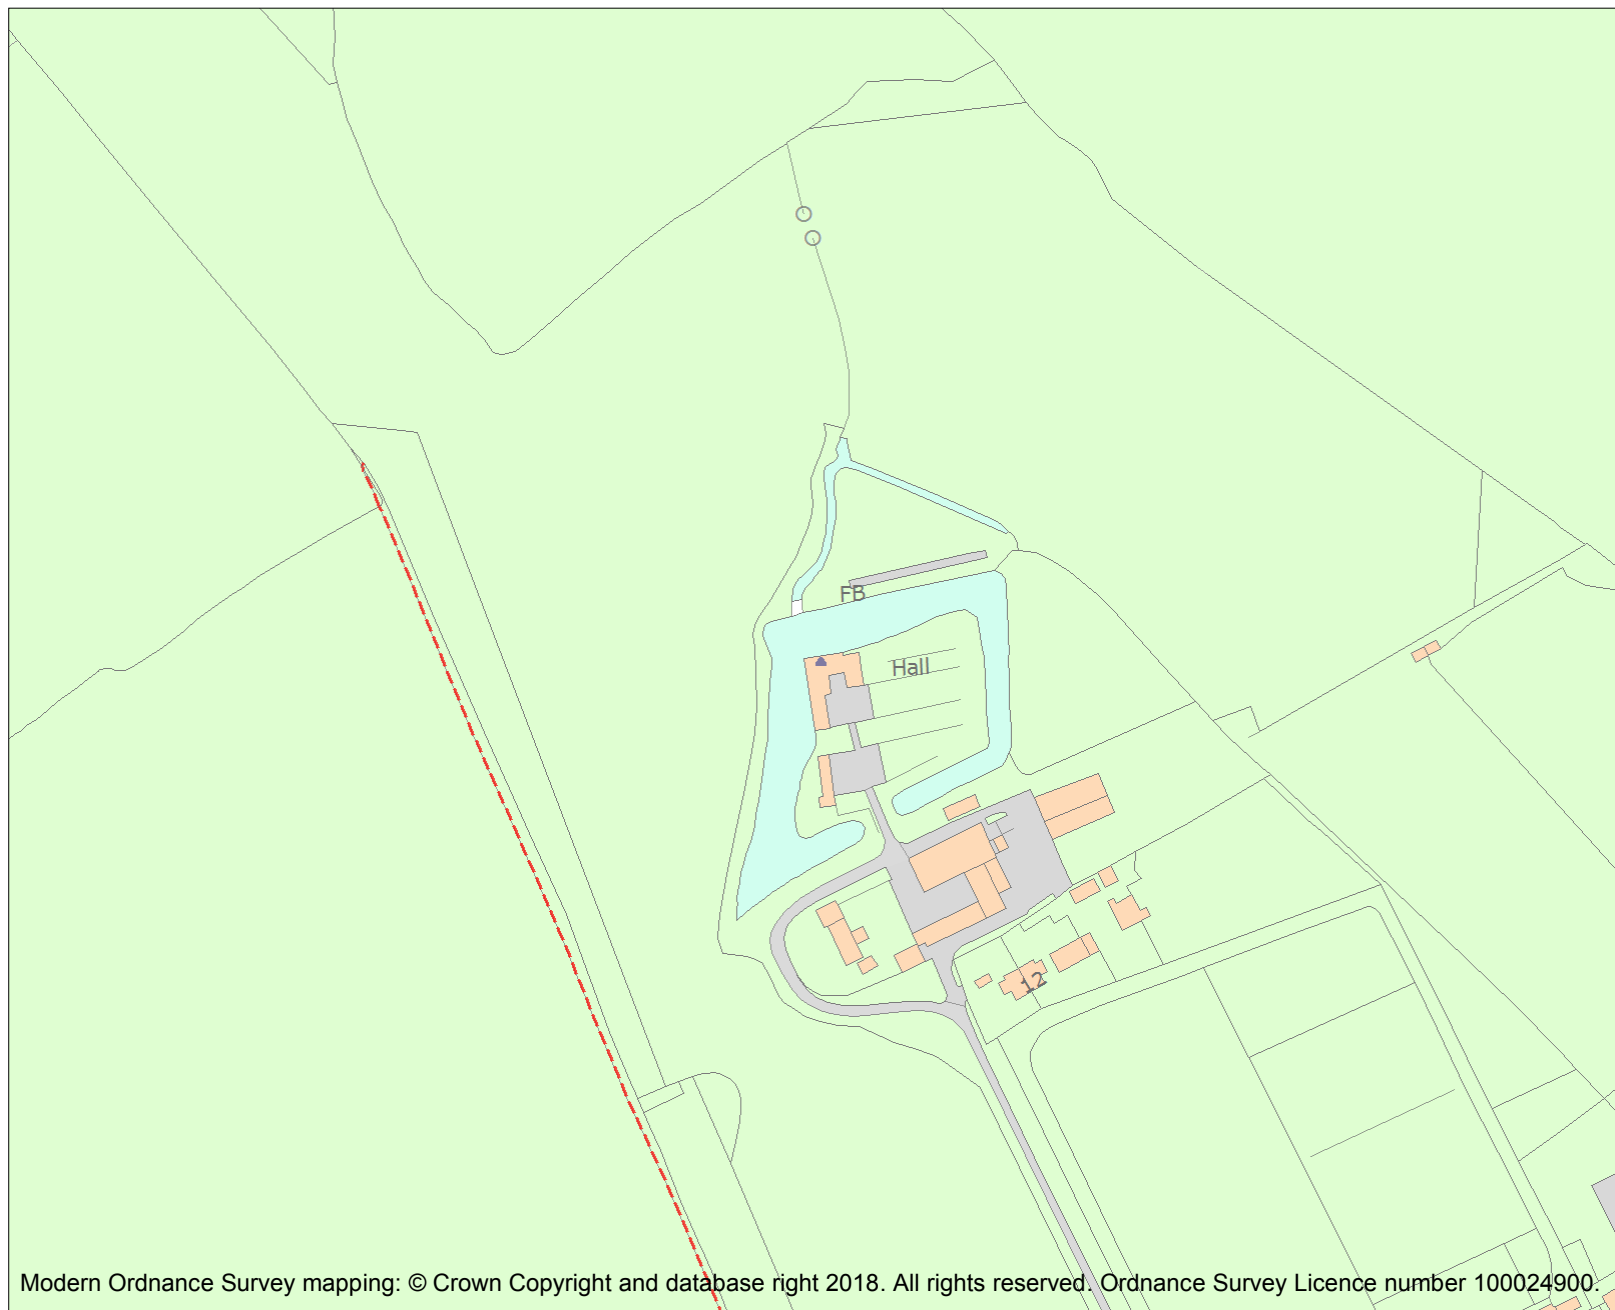 FB
Hall
12
Modern Ordnance Survey mapping: © Crown Copyright and database right 2018. All rights reserved. Ordnance Survey Licence number 100024900.